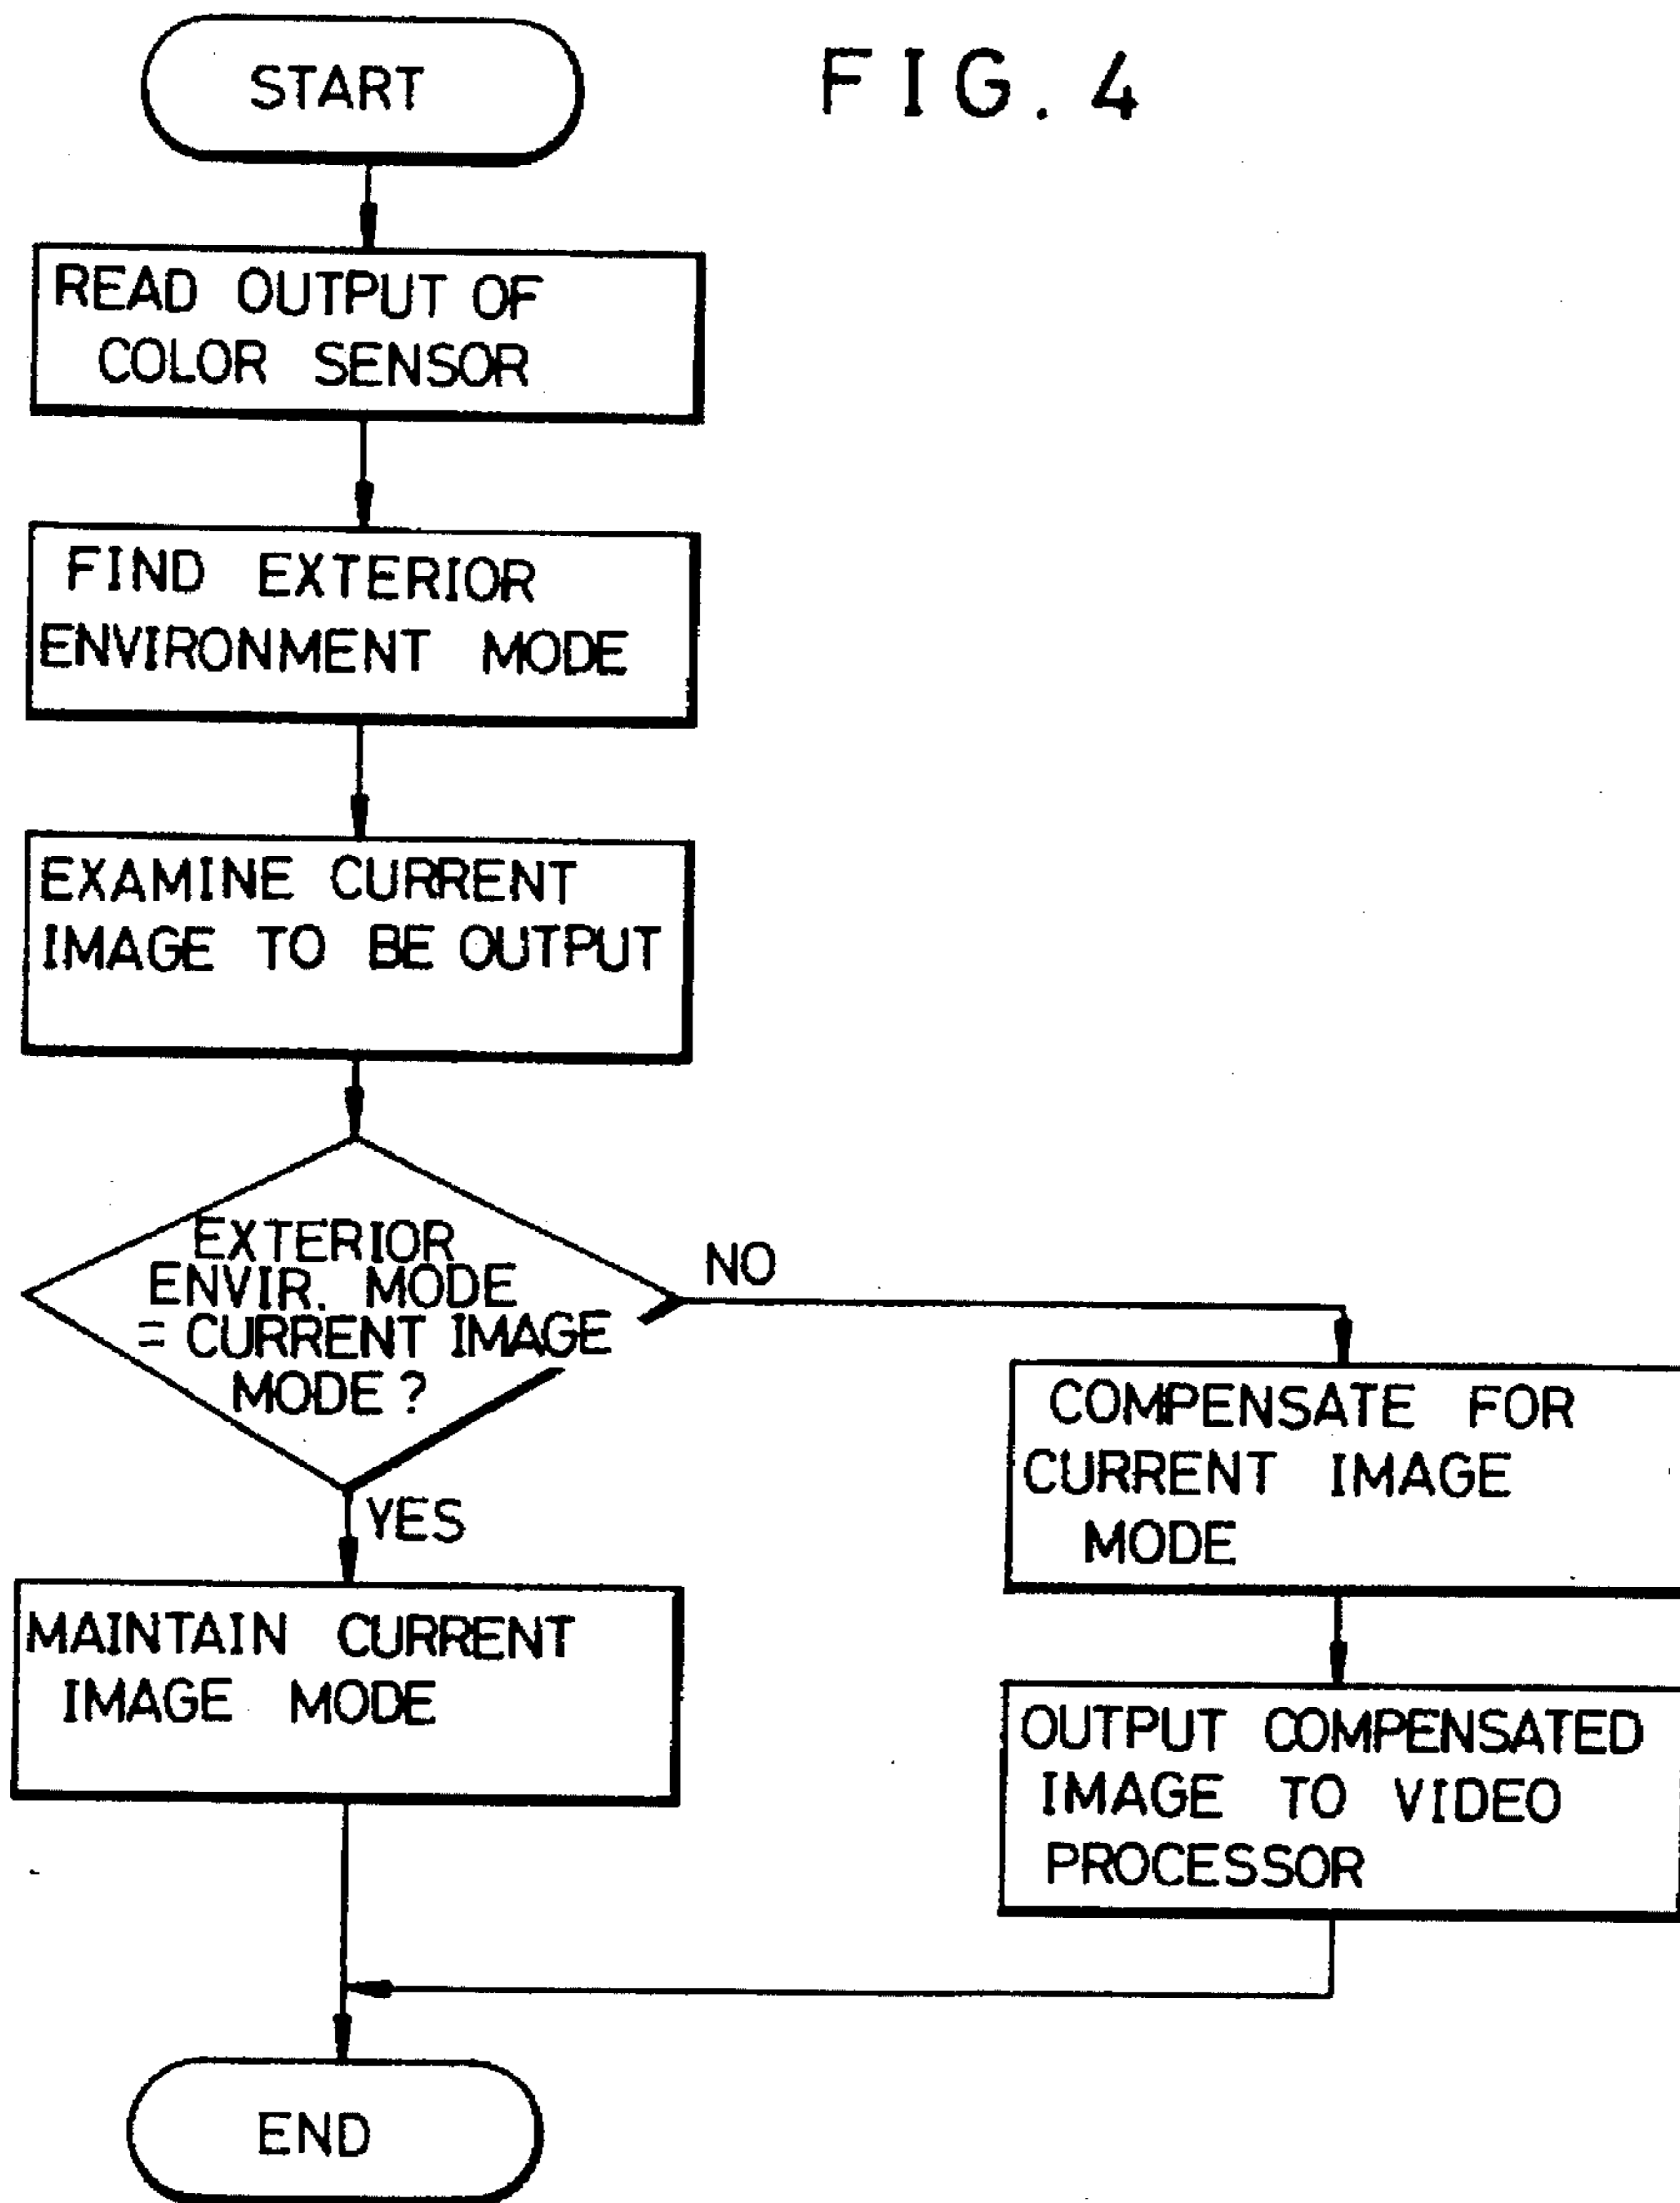 START
FIG. 4
READ OUTPUT OF
COLOR SENSOR
FIND EXTERIOR
ENVIRONMENT MODE
EXAMINE CURRENT
IMAGE TO BE OUTPUT
EXTERIOR
ENVIR. MODE
= CURRENT IMAGE
MODE ?
NO
YES
COMPENSATE FOR
CURRENT IMAGE
MODE
MAINTAIN CURRENT
IMAGE MODE
OUTPUT COMPENSATED
IMAGE TO VIDEO
PROCESSOR
END